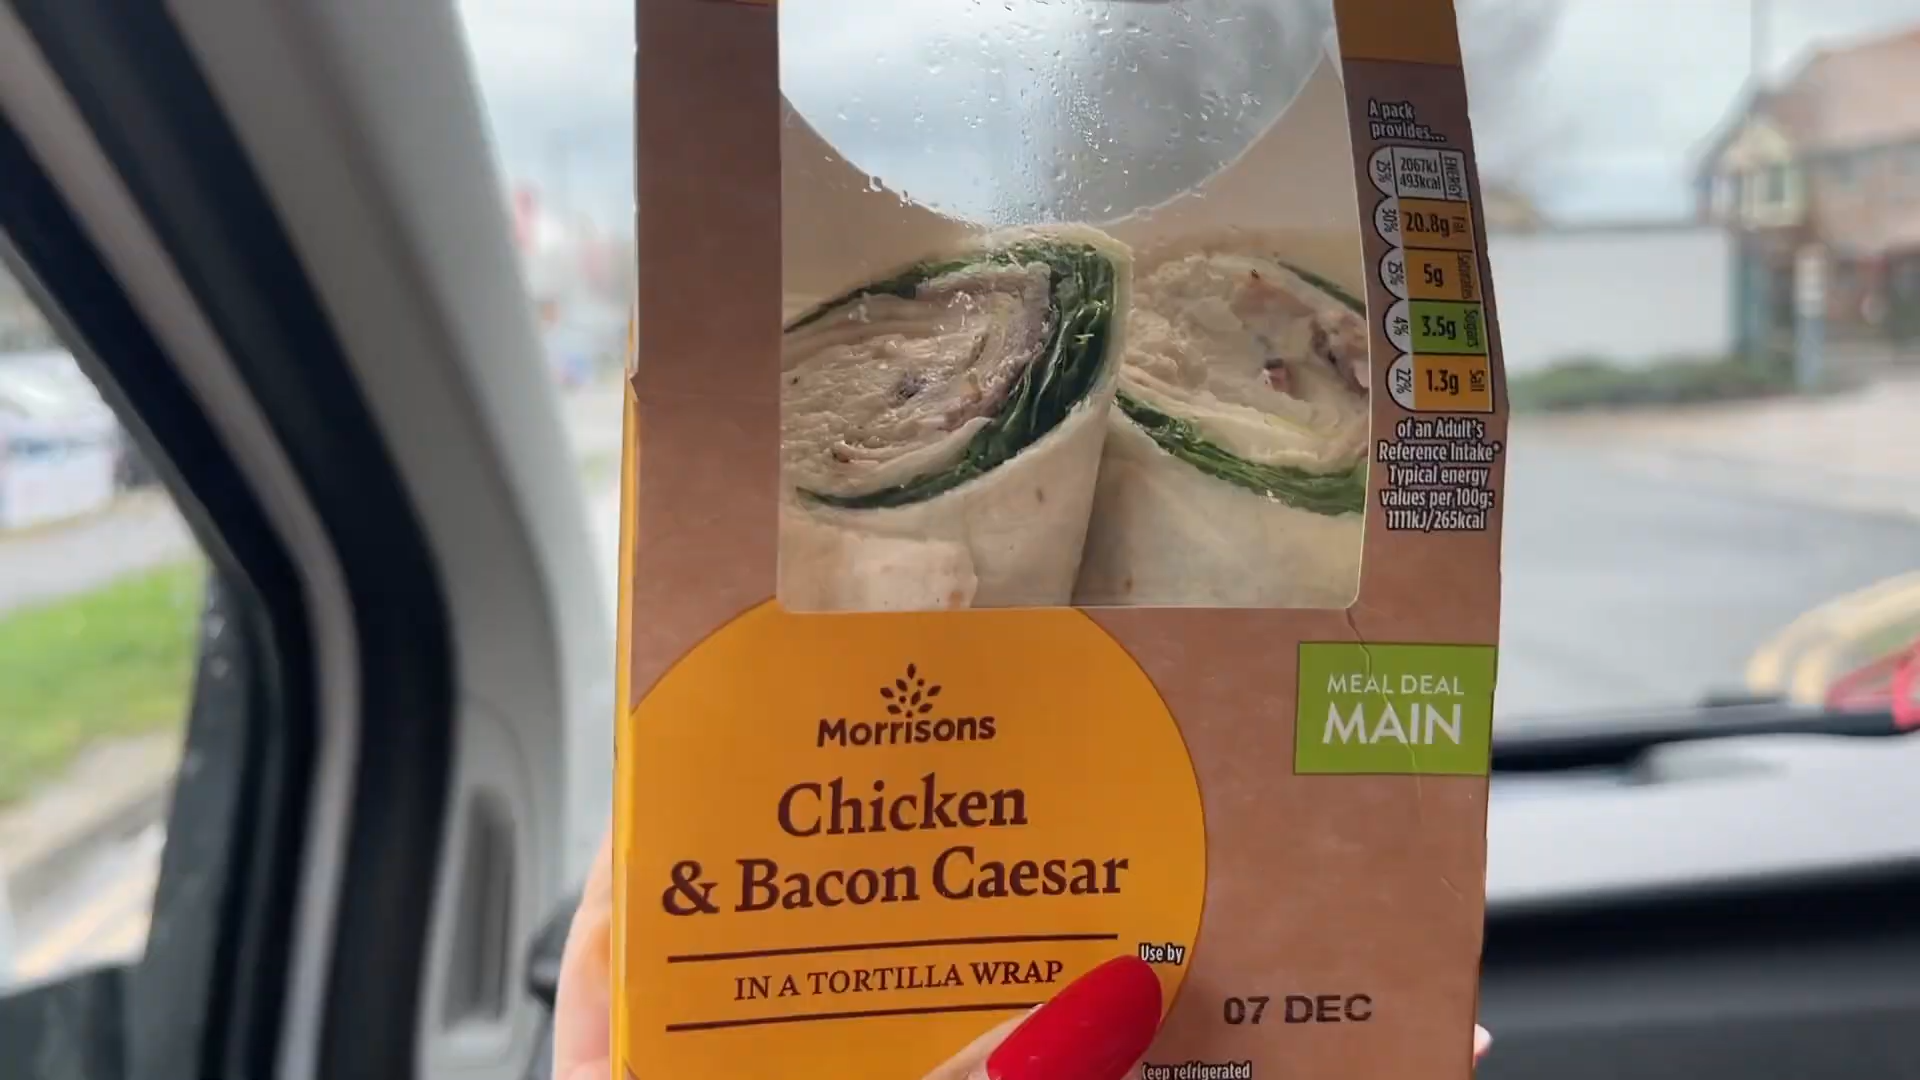 A pack
provides...
ENERGY
2067kJ
493kcal
25%
Fat
20.8g
30%
Saturates
5g
25%
Sugars
3.5g
4%
Salt
1.3g
22%
of an Adult's
Reference Intake*
Typical energy
values per 100g:
1111kJ/265kcal
MEAL DEAL
MAIN
Morrisons
Chicken
& Bacon Caesar
IN A TORTILLA WRAP
Use by
07 DEC
Keep refrigerated